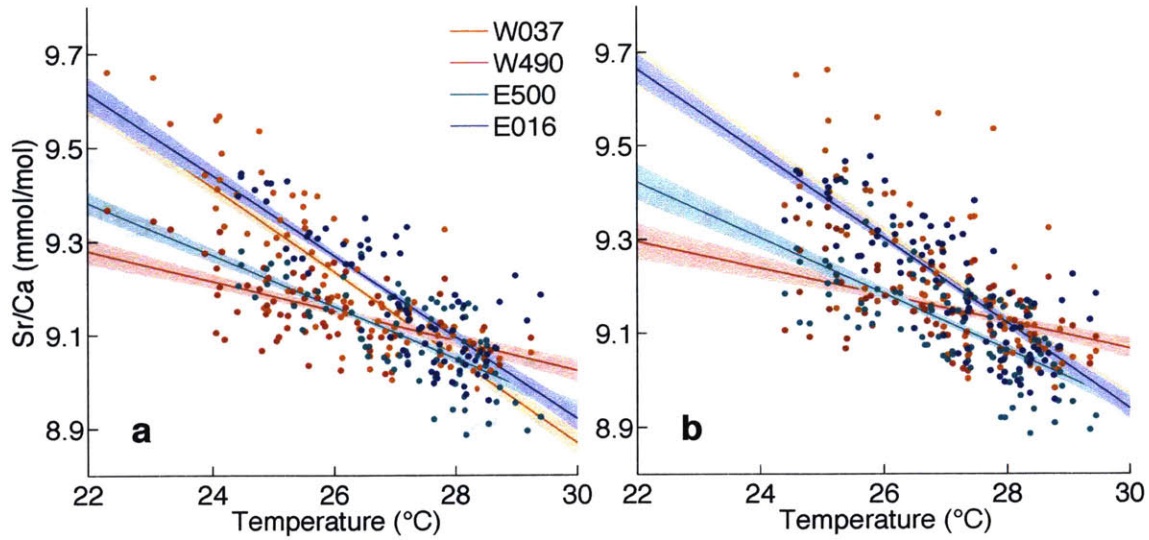 W037
W490
E500
E016
Sr/Ca (mmol/mol)
9.7
9.5
9.3
9.1
8.9
a
22 24 26 28 30
Temperature (°C)
9.7
9.5
9.3
9.1
8.9
b
22 24 26 28 30
Temperature (°C)